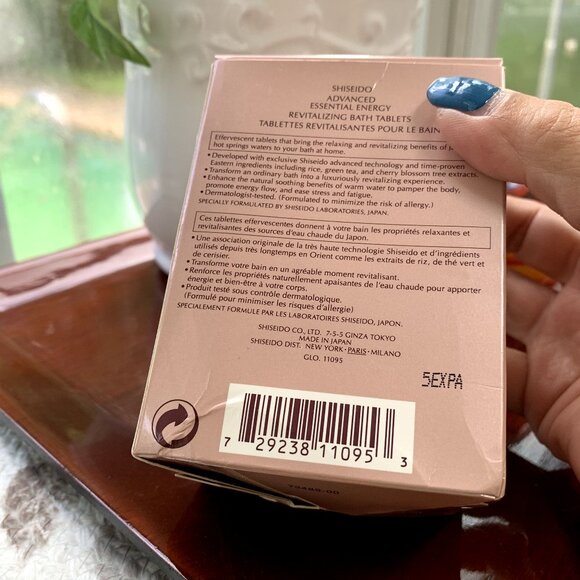 SHISEIDO
ADVANCED
ESSENTIAL ENERGY
REVITALIZING BATH TABLETS
TABLETTES REVITALISANTES POUR LE BAIN
Effervescent tablets that bring the relaxing and revitalizing benefits of
hot springs waters to your bath at home.
• Developed with exclusive Shiseido advanced technology and time-proven
Eastern ingredients including rice, green tea, and cherry blossom tree extracts.
• Transform an ordinary bath into a luxuriously revitalizing experience.
• Enhance the natural soothing benefits of warm water to pamper the body,
promote energy flow, and ease stress and fatigue.
• Dermatologist-tested. (Formulated to minimize the risk of allergy.)
SPECIALLY FORMULATED BY SHISEIDO LABORATORIES, JAPAN.
Ces tablettes effervescentes donnent à votre bain les propriétés relaxantes et
revitalisantes des sources d'eau chaude du Japon.
• Une association originale de la très haute technologie Shiseido et d'ingrédients
utilisés depuis très longtemps en Orient comme les extraits de riz, de thé vert et
de cerisier.
• Transforme votre bain en un agréable moment revitalisant.
• Renforce les propriétés naturellement apaisantes de l'eau chaude pour apporter
énergie et bien-être à votre corps.
• Produit testé sous contrôle dermatologique.
(Formulé pour minimiser les risques d'allergie)
SPECIALEMENT FORMULE PAR LES LABORATOIRES SHISEIDO, JAPON.
SHISEIDO CO., LTD. 7-5-5 GINZA TOKYO
MADE IN JAPAN
SHISEIDO DIST. NEW YORK • PARIS • MILANO
GLO. 11095
5EXPA
7 29238 11095 3